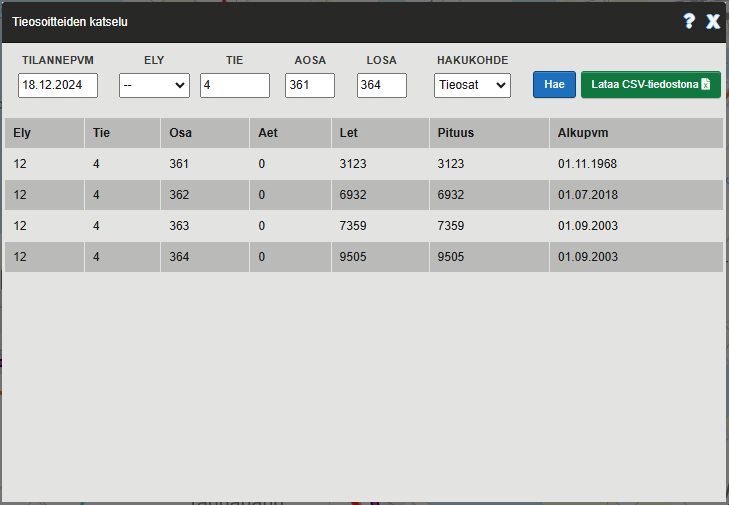 Tieosoitteiden katselu ? X
TILANNEPVM ELY TIE AOSA LOSA HAKUKOHDE
18.12.2024 -- 4 361 364 Tieosat Hae Lataa CSV-tiedostona
Ely Tie Osa Aet Let Pituus Alkupvm
12 4 361 0 3123 3123 01.11.1968
12 4 362 0 6932 6932 01.07.2018
12 4 363 0 7359 7359 01.09.2003
12 4 364 0 9505 9505 01.09.2003